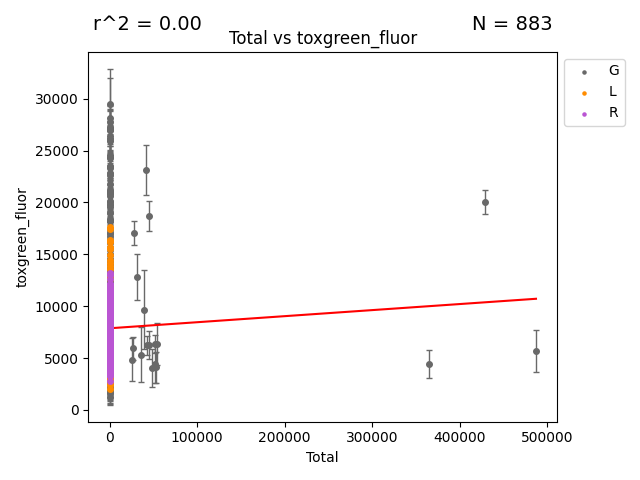 r^2 = 0.00
N = 883
Total vs toxgreen_fluor
G
L
R
30000
25000
20000
15000
10000
5000
0
toxgreen_fluor
0
100000
200000
300000
400000
500000
Total